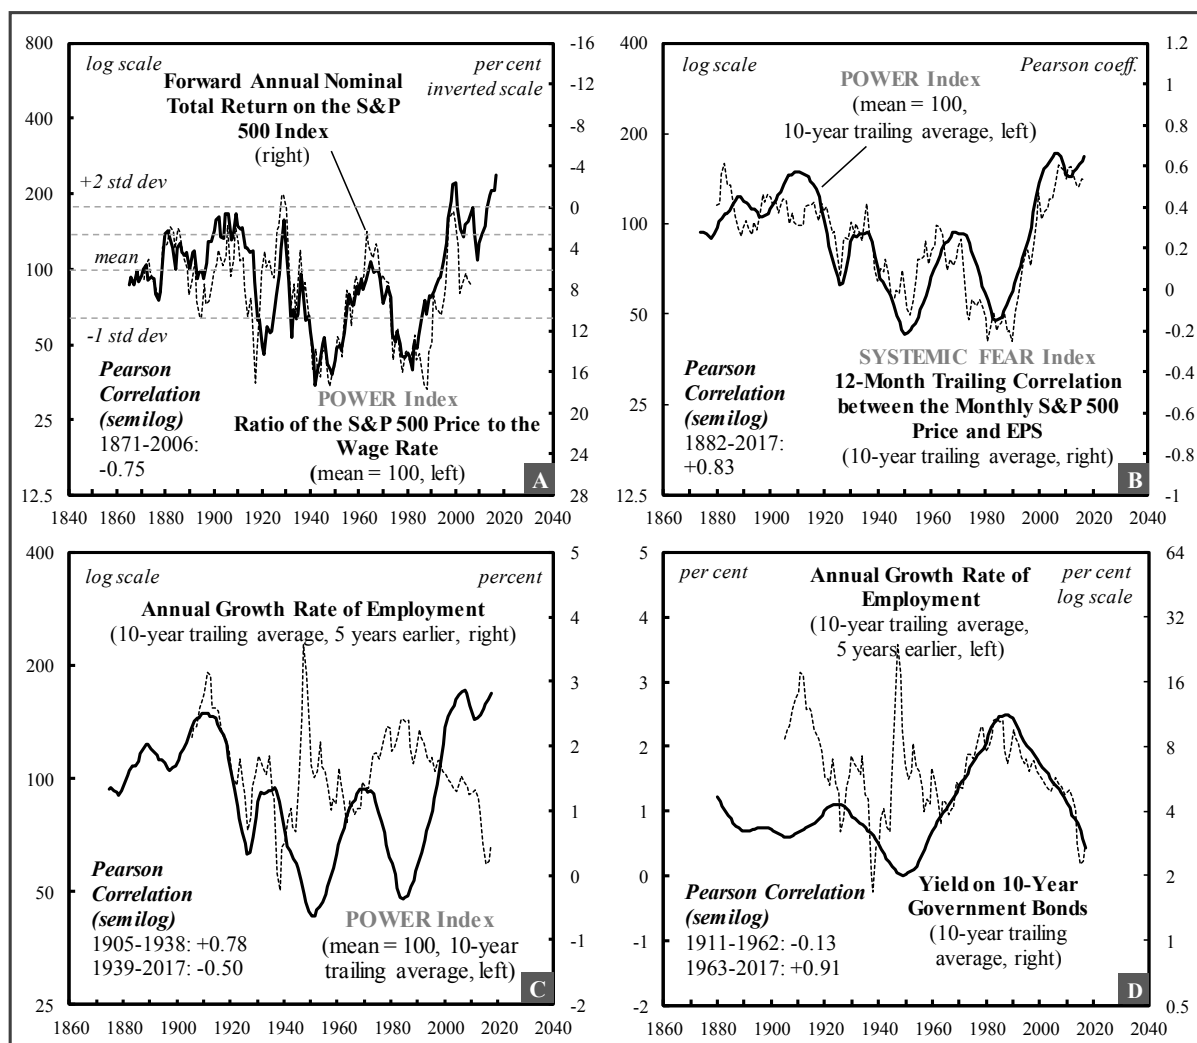 800
400
200
100
50
25
12.5
log scale
Forward Annual Nominal
Total Return on the S&P
500 Index
(right)
per cent
inverted scale
-16
-12
-8
-4
0
4
8
12
16
20
24
28
+2 std dev
mean
-1 std dev
Pearson
Correlation
(semilog)
1871-2006:
-0.75
POWER Index
Ratio of the S&P 500 Price to the
Wage Rate
(mean = 100, left)
A
1840 1860 1880 1900 1920 1940 1960 1980 2000 2020 2040
400
200
100
50
25
12.5
log scale
POWER Index
(mean = 100,
10-year trailing average, left)
Pearson coeff.
1.2
1
0.8
0.6
0.4
0.2
0
-0.2
-0.4
-0.6
-0.8
-1
Pearson
Correlation
(semilog)
1882-2017:
+0.83
SYSTEMIC FEAR Index
12-Month Trailing Correlation
between the Monthly S&P 500
Price and EPS
(10-year trailing average, right)
B
1860 1880 1900 1920 1940 1960 1980 2000 2020 2040
400
200
100
50
25
log scale
percent
Annual Growth Rate of Employment
(10-year trailing average, 5 years earlier, right)
5
4
3
2
1
0
-1
-2
Pearson
Correlation
(semilog)
1905-1938: +0.78
1939-2017: -0.50
POWER Index
(mean = 100, 10-year
trailing average, left)
C
1860 1880 1900 1920 1940 1960 1980 2000 2020 2040
5
4
3
2
1
0
-1
-2
per cent
Annual Growth Rate of
Employment
(10-year trailing average,
5 years earlier, left)
per cent
log scale
64
32
16
8
4
2
1
0.5
Pearson Correlation
(semilog)
1911-1962: -0.13
1963-2017: +0.91
Yield on 10-Year
Government Bonds
(10-year trailing
average, right)
D
1860 1880 1900 1920 1940 1960 1980 2000 2020 2040